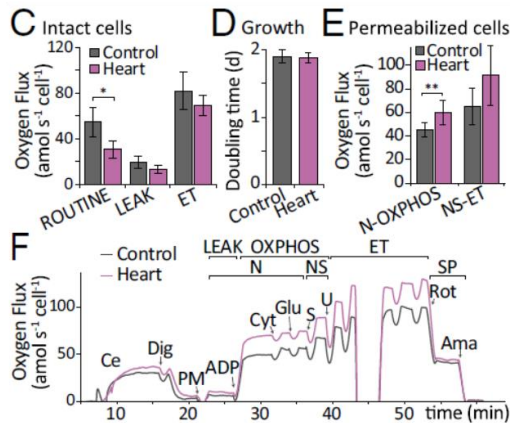 C Intact cells
Control
Heart
Oxygen Flux
(amol s⁻¹ cell⁻¹)
120
80
40
0
*
ROUTINE
LEAK
ET
D Growth
Doubling time (d)
2
1
0
Control
Heart
E Permeabilized cells
Control
Heart
Oxygen Flux
(amol s⁻¹ cell⁻¹)
100
80
60
40
20
0
**
N-OXPHOS
NS-ET
F
Control
Heart
Oxygen Flux
(amol s⁻¹ cell⁻¹)
100
50
0
LEAK OXPHOS ET
N NS SP
Ce Dig PM ADP Cyt Glu S U Rot Ama
10 20 30 40 50 time (min)